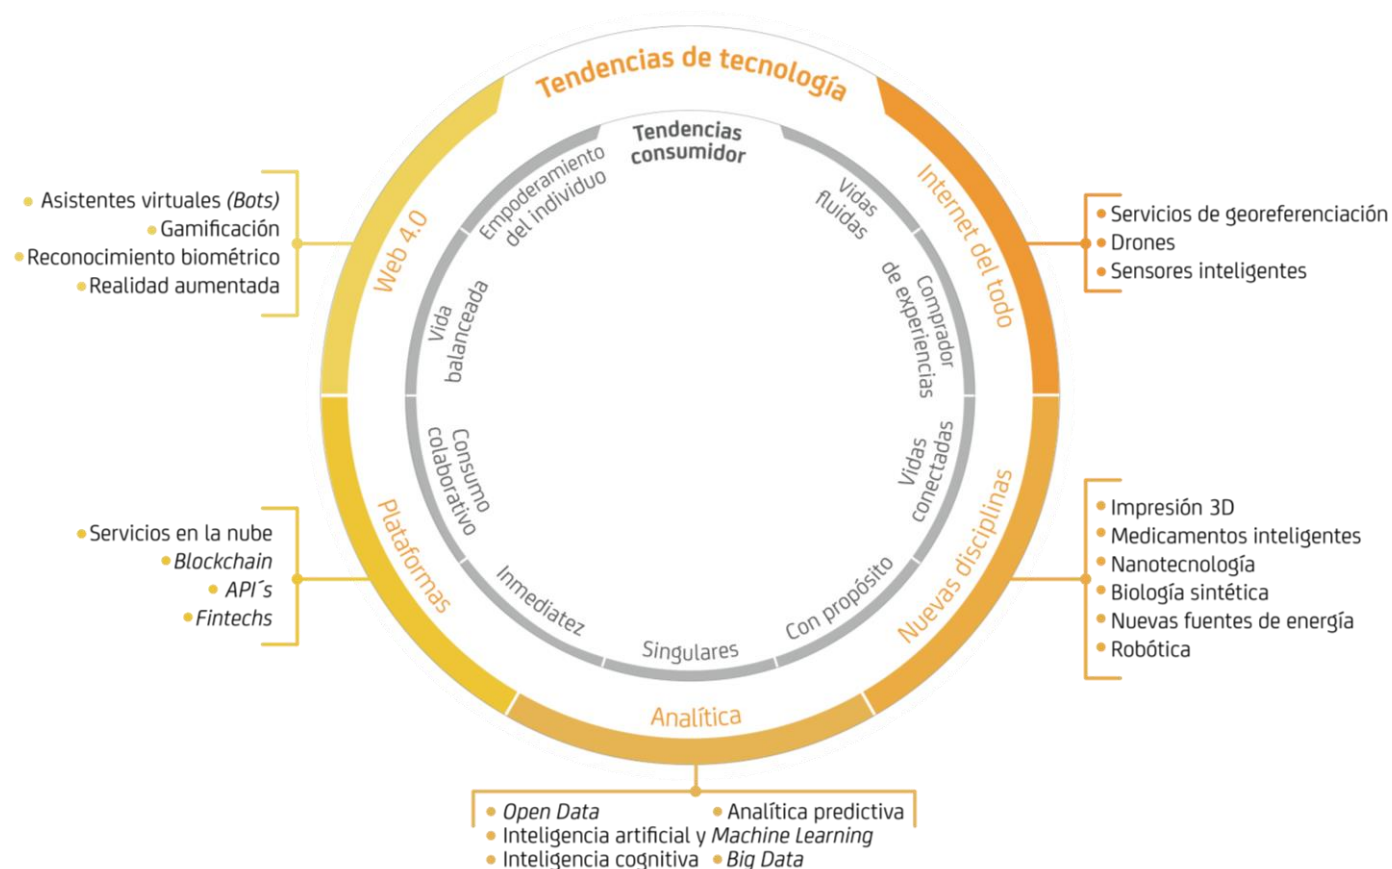 Tendencias de tecnología
Tendencias
consumidor
Empoderamiento
del individuo
Vidas
fluidas
Comprador
de experiencias
Vidas
conectadas
Con propósito
Singulares
Inmediatez
Consumo
colaborativo
Vida
balanceada
Web 4.0
• Asistentes virtuales (Bots)
• Gamificación
• Reconocimiento biométrico
• Realidad aumentada
Internet del todo
• Servicios de georeferenciación
• Drones
• Sensores inteligentes
Plataformas
• Servicios en la nube
• Blockchain
• API´s
• Fintechs
Nuevas disciplinas
• Impresión 3D
• Medicamentos inteligentes
• Nanotecnología
• Biología sintética
• Nuevas fuentes de energía
• Robótica
Analítica
• Open Data • Analítica predictiva
• Inteligencia artificial y Machine Learning
• Inteligencia cognitiva • Big Data